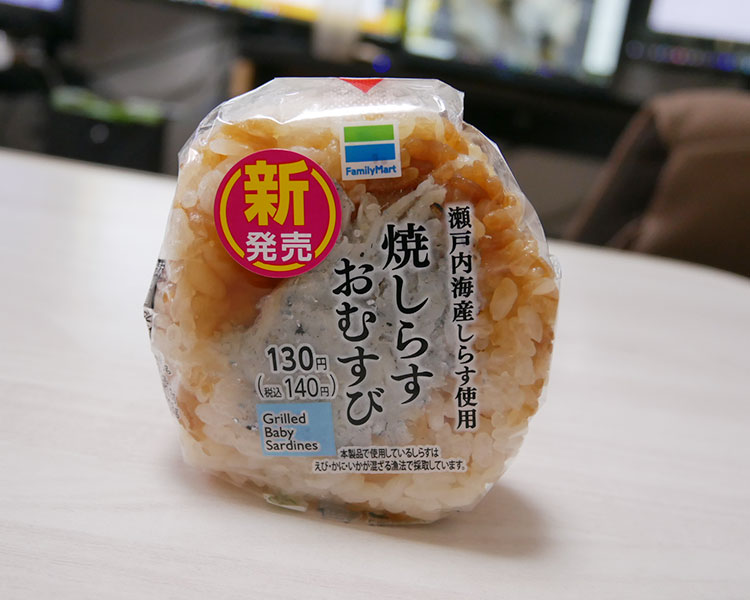 FamilyMart
新
発売
瀬戸内海産しらす使用
焼しらす
おむすび
130円
(税込140円)
Grilled
Baby
Sardines
本製品で使用しているしらすは
えび・かに・いかが混ざる漁法で採取しています。